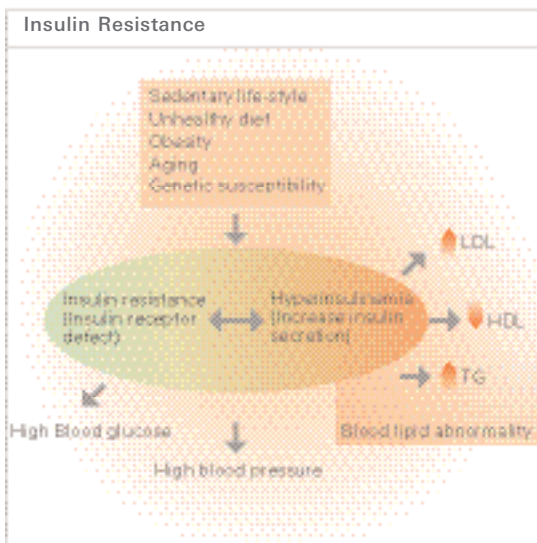 Insulin Resistance
Sedentary life-style
Unhealthy diet
Obesity
Aging
Genetic susceptibility
LDL
Insulin resistance
(Insulin receptor
defect)
Hyperinsulinemia
(Increase insulin
secretion)
HDL
TG
High Blood glucose
Blood lipid abnormality
High blood pressure